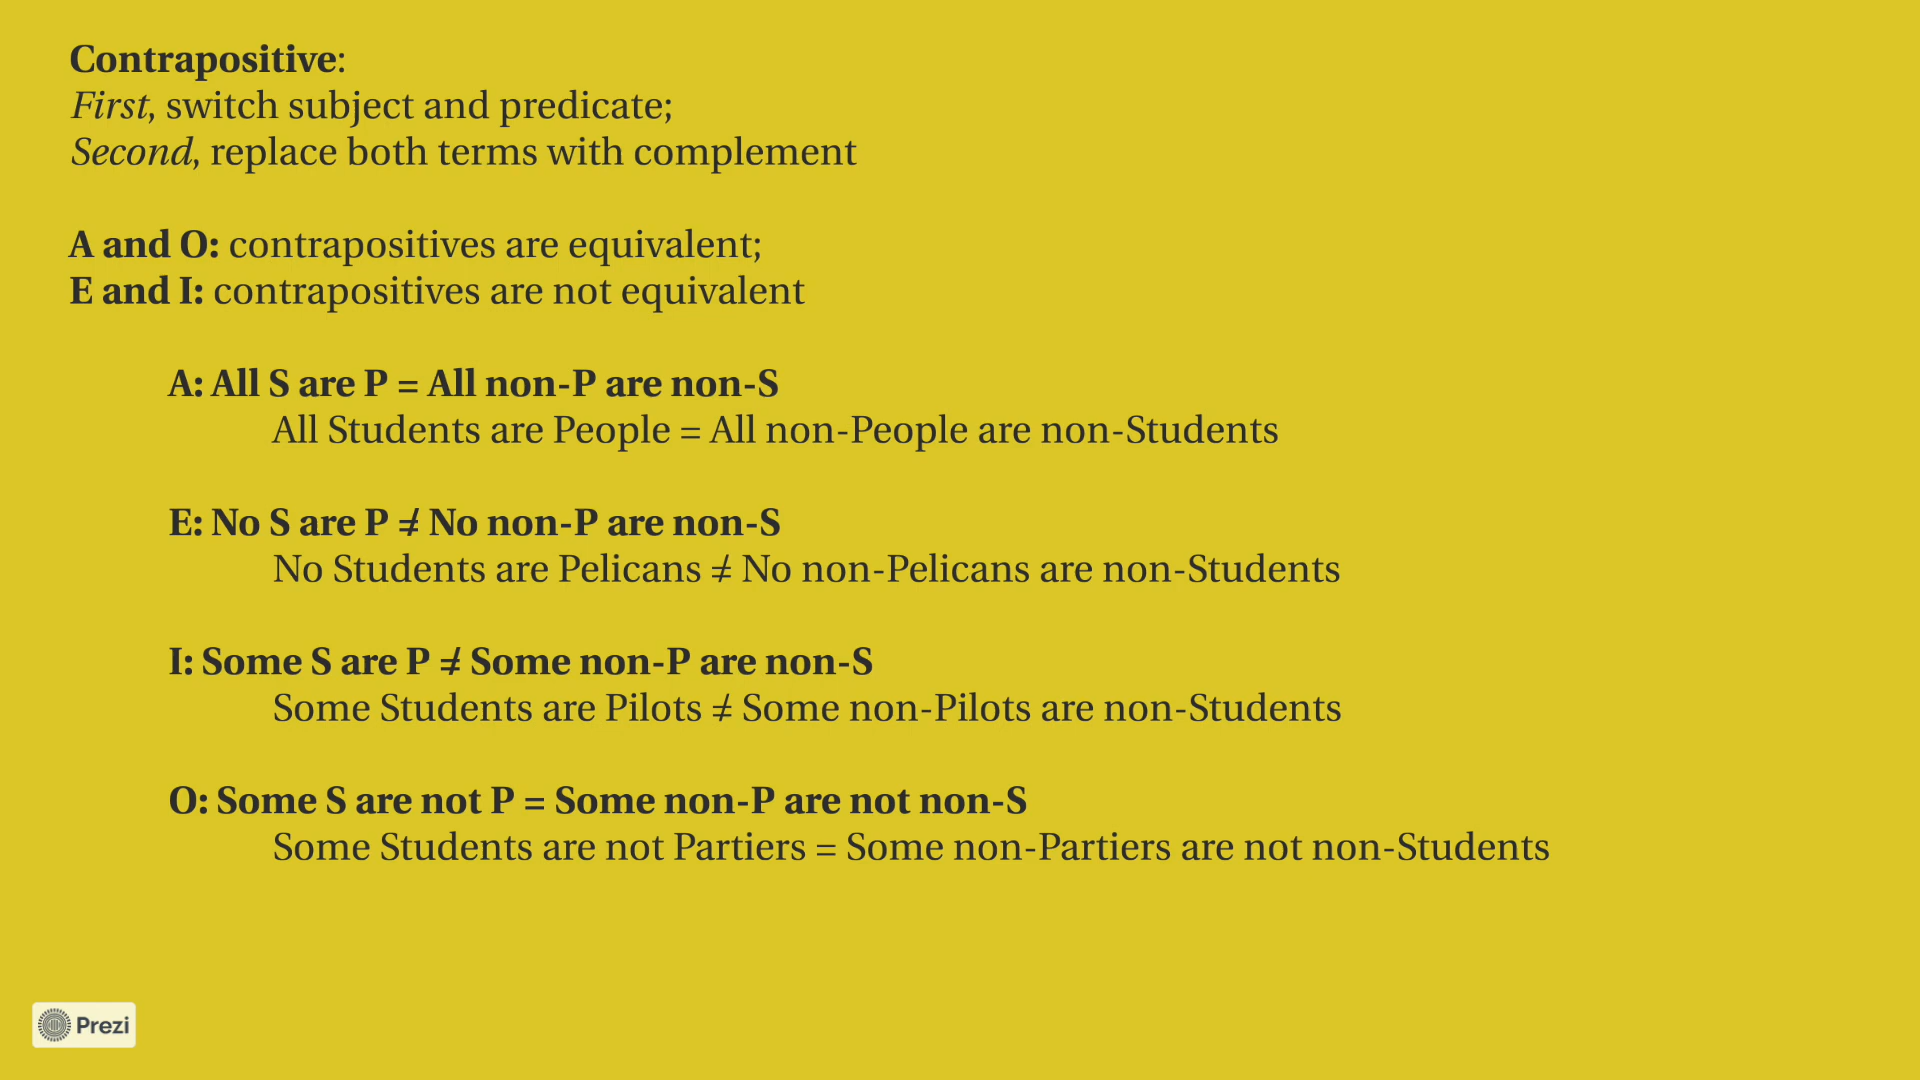 Contrapositive:
First, switch subject and predicate;
Second, replace both terms with complement
A and O: contrapositives are equivalent;
E and I: contrapositives are not equivalent
A: All S are P = All non-P are non-S
All Students are People = All non-People are non-Students
E: No S are P ≠ No non-P are non-S
No Students are Pelicans ≠ No non-Pelicans are non-Students
I: Some S are P ≠ Some non-P are non-S
Some Students are Pilots ≠ Some non-Pilots are non-Students
O: Some S are not P = Some non-P are not non-S
Some Students are not Partiers = Some non-Partiers are not non-Students
Prezi